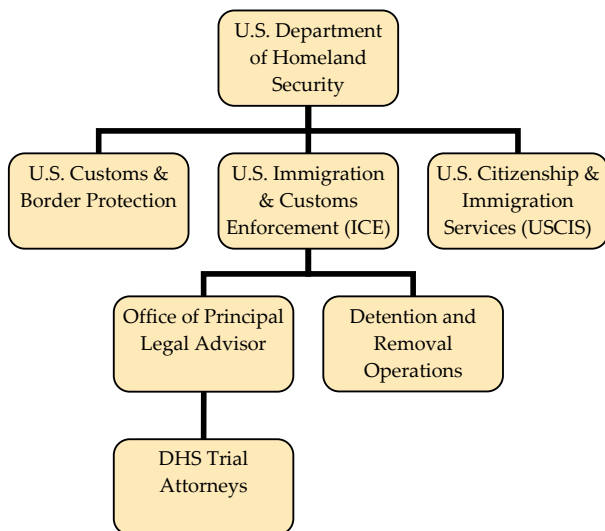 U.S. Department
of Homeland
Security
U.S. Customs &
Border Protection
U.S. Immigration
& Customs
Enforcement (ICE)
U.S. Citizenship &
Immigration
Services (USCIS)
Office of Principal
Legal Advisor
Detention and
Removal
Operations
DHS Trial
Attorneys